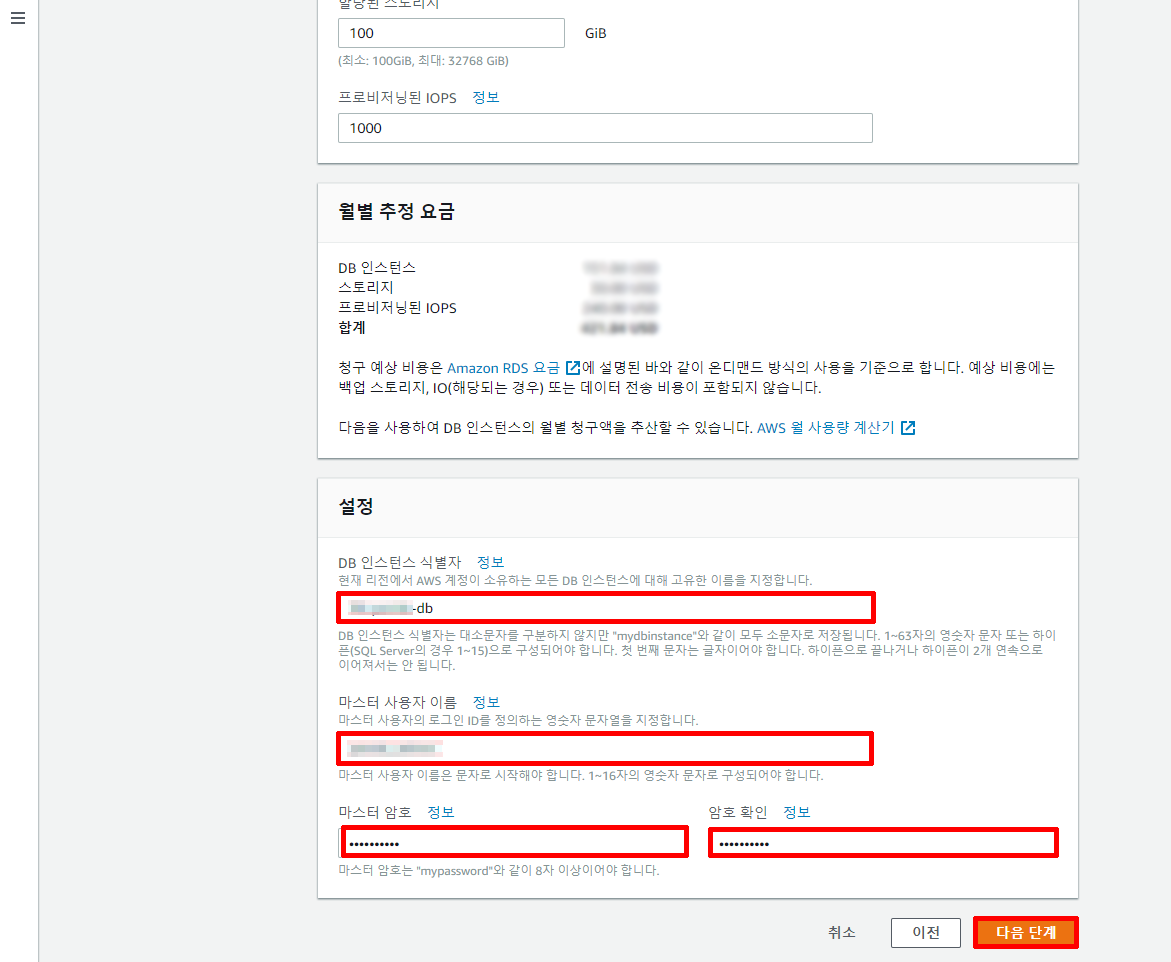 할당된 스토리지
100 GiB
(최소: 100GiB, 최대: 32768 GiB)
프로비저닝된 IOPS 정보
1000
월별 추정 요금
DB 인스턴스
스토리지
프로비저닝된 IOPS
합계
청구 예상 비용은 Amazon RDS 요금 에 설명된 바와 같이 온디맨드 방식의 사용을 기준으로 합니다. 예상 비용에는
백업 스토리지, IO(해당되는 경우) 또는 데이터 전송 비용이 포함되지 않습니다.
다음을 사용하여 DB 인스턴스의 월별 청구액을 추산할 수 있습니다. AWS 월 사용량 계산기
설정
DB 인스턴스 식별자 정보
현재 리전에서 AWS 계정이 소유하는 모든 DB 인스턴스에 대해 고유한 이름을 지정합니다.
-db
DB 인스턴스 식별자는 대소문자를 구분하지 않지만 "mydbinstance"와 같이 모두 소문자로 저장됩니다. 1~63자의 영숫자 문자 또는 하이
픈(SQL Server의 경우 1~15)으로 구성되어야 합니다. 첫 번째 문자는 글자이어야 합니다. 하이픈으로 끝나거나 하이픈이 2개 연속으로
이어져서는 안 됩니다.
마스터 사용자 이름 정보
마스터 사용자의 로그인 ID를 정의하는 영숫자 문자열을 지정합니다.
마스터 사용자 이름은 문자로 시작해야 합니다. 1~16자의 영숫자 문자로 구성되어야 합니다.
마스터 암호 정보 암호 확인 정보
•••••••••• ••••••••••
마스터 암호는 "mypassword"와 같이 8자 이상이어야 합니다.
취소 이전 다음 단계